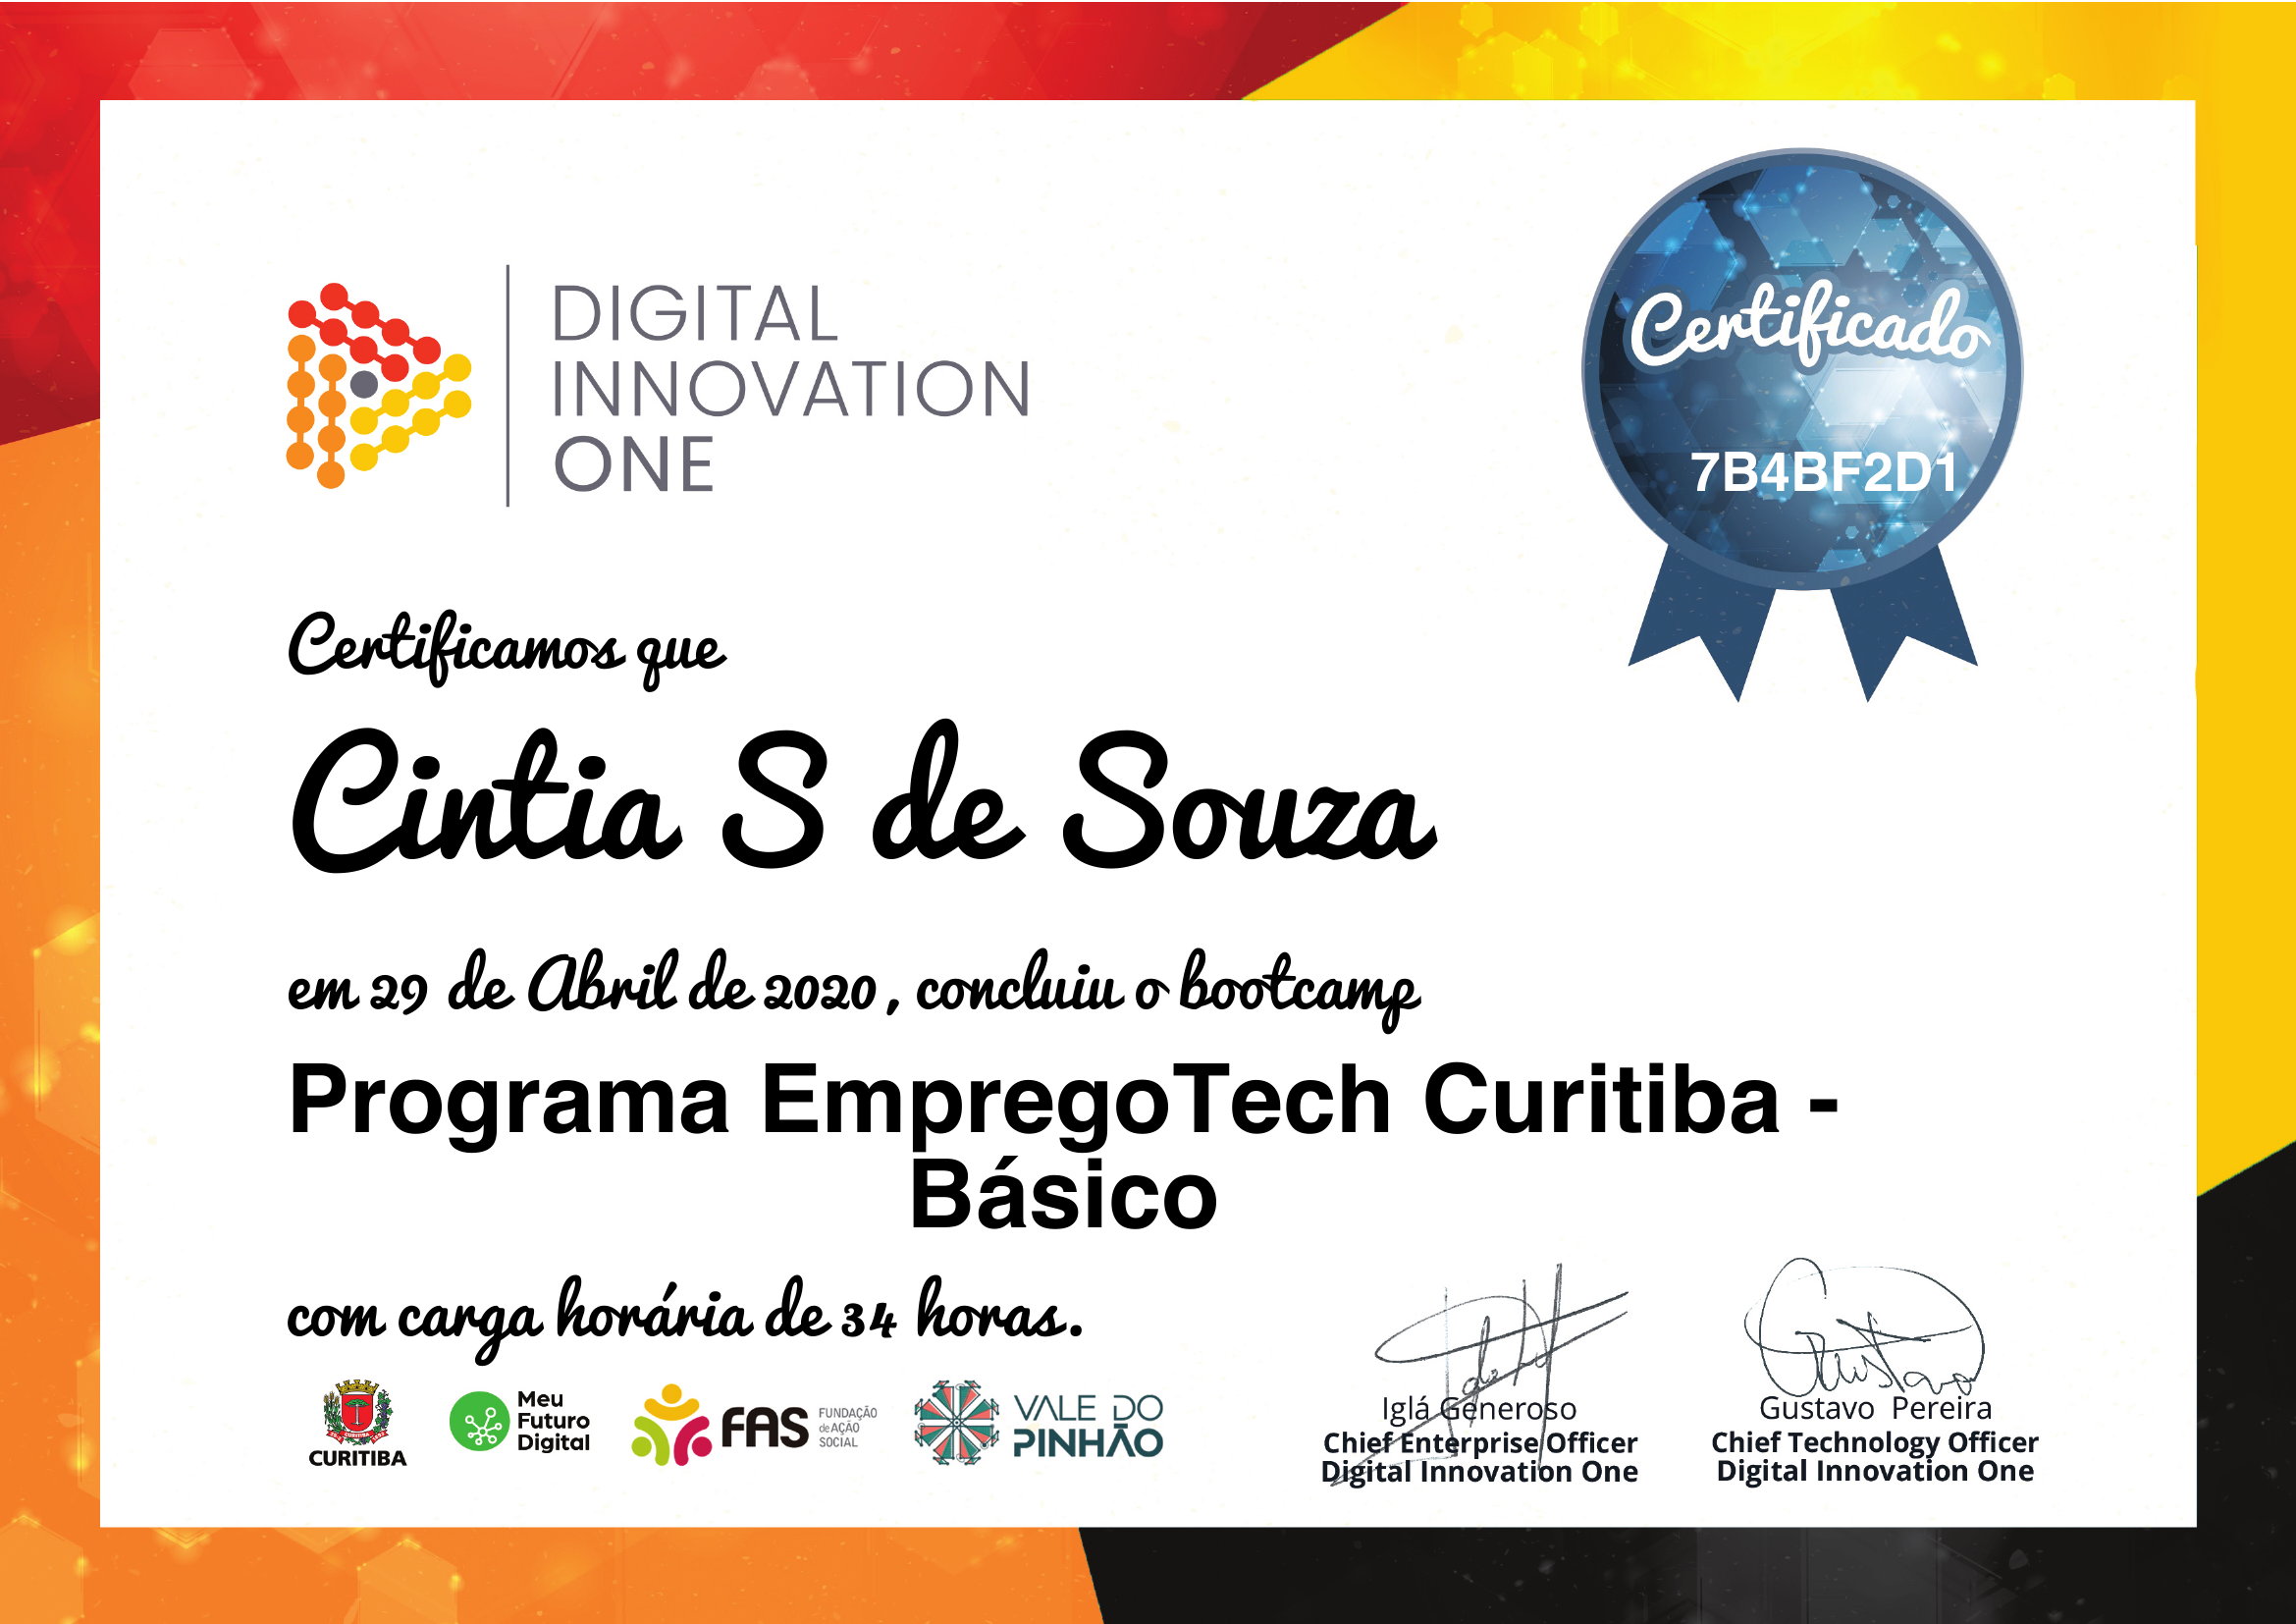 DIGITAL
INNOVATION
ONE
Certificado
7B4BF2D1
Certificamos que
Cintia S de Souza
em 29 de Abril de 2020 , concluiu o bootcamp
Programa EmpregoTech Curitiba -
Básico
com carga horária de 34 horas.
CURITIBA
Meu
Futuro
Digital
FAS
FUNDAÇÃO
de AÇÃO
SOCIAL
VALE DO
PINHÃO
Iglá Generoso
Chief Enterprise Officer
Digital Innovation One
Gustavo
Gustavo Pereira
Chief Technology Officer
Digital Innovation One